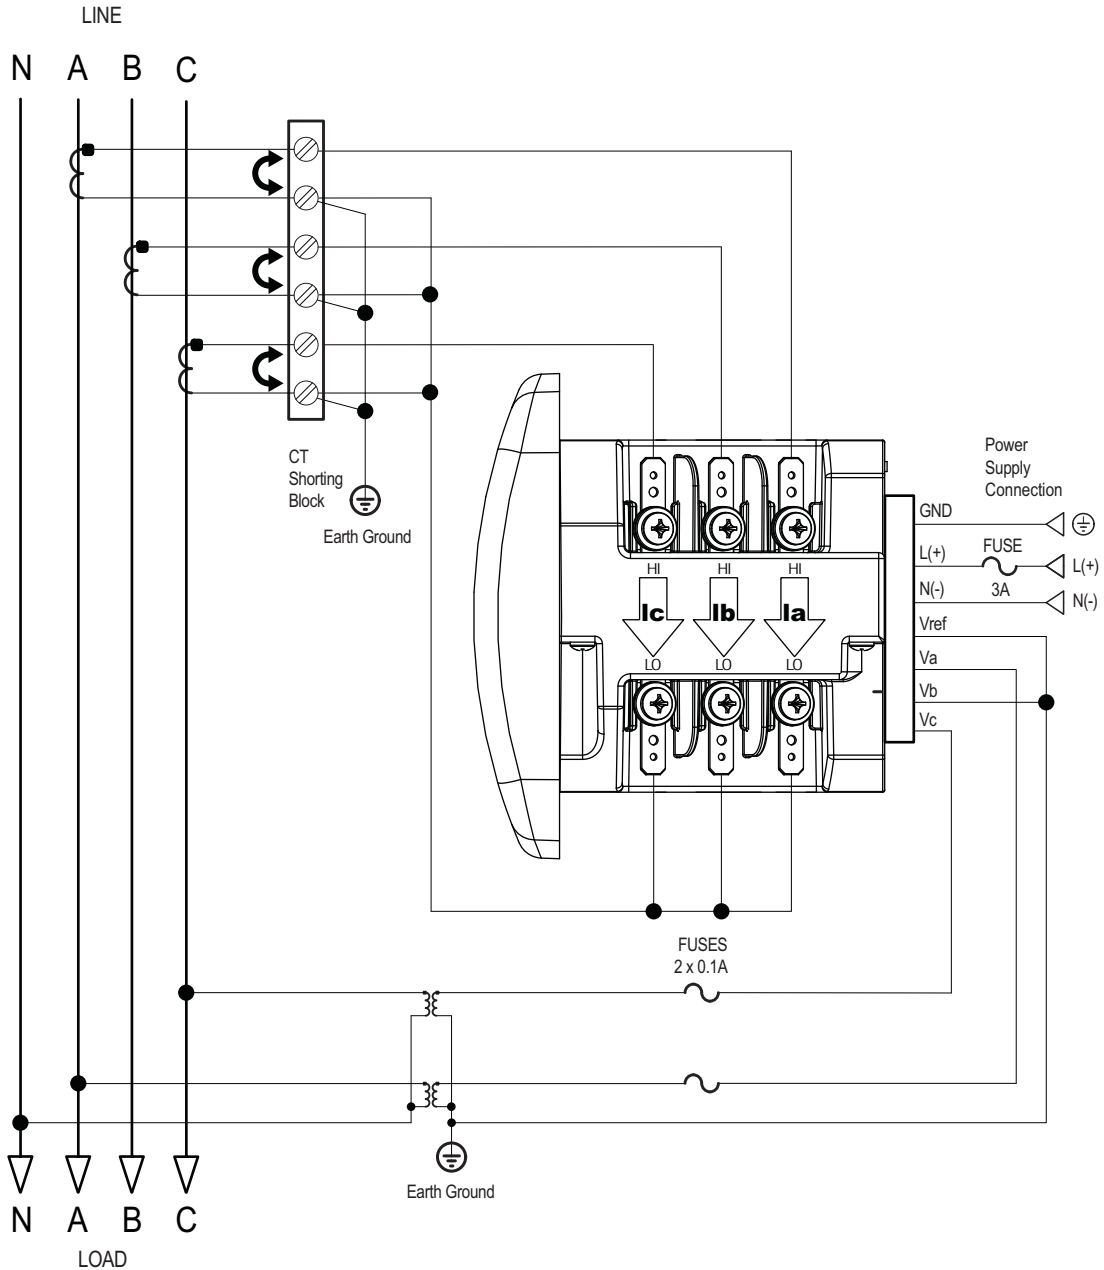 LINE
N A B C
CT
Shorting
Block
Earth Ground
Power
Supply
Connection
GND
L(+)
FUSE
L(+)
N(-)
3A
N(-)
Vref
Va
Vb
Vc
HI HI HI
Ic Ib Ia
LO LO LO
FUSES
2 x 0.1A
Earth Ground
N A B C
LOAD